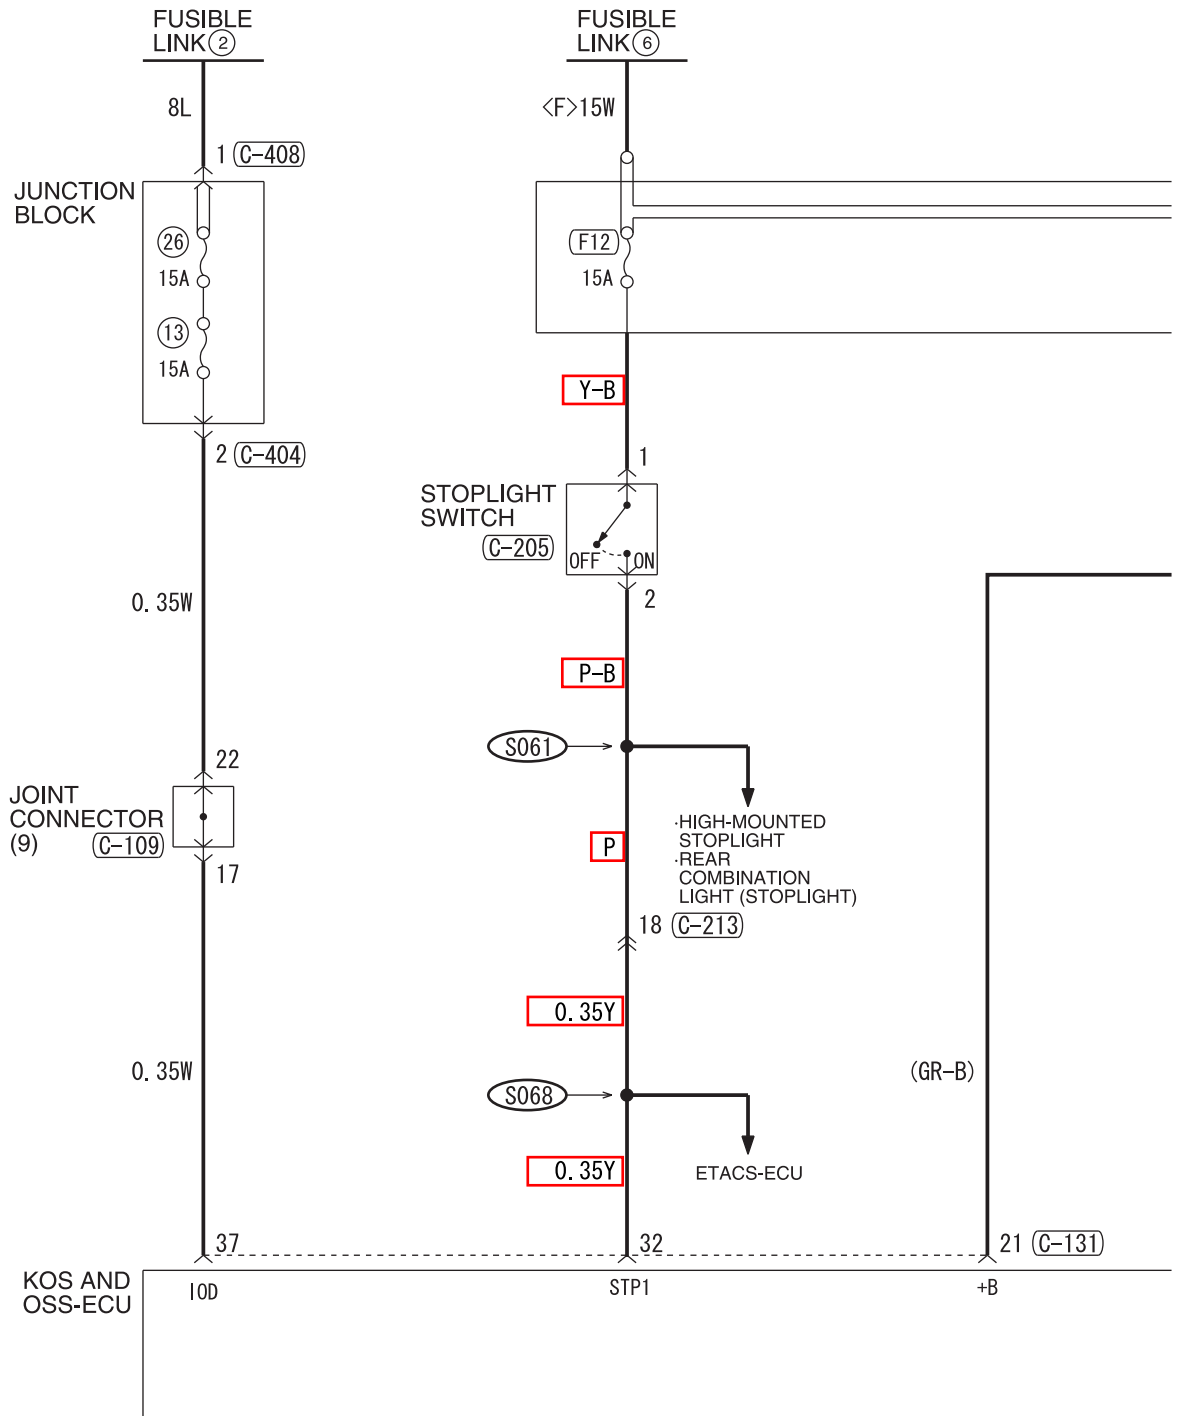 FUSIBLE
LINK 2
FUSIBLE
LINK 6
8L
<F>15W
1 C-408
JUNCTION
BLOCK
26
15A
13
15A
F12
15A
Y-B
2 C-404
1
STOPLIGHT
SWITCH
C-205
OFF ON
2
0.35W
P-B
S061
22
JOINT
CONNECTOR
(9) C-109
17
·HIGH-MOUNTED
STOPLIGHT
·REAR
COMBINATION
LIGHT (STOPLIGHT)
P
18 C-213
0.35Y
0.35W
(GR-B)
S068
0.35Y
ETACS-ECU
37
32
21 C-131
KOS AND
OSS-ECU
IOD
STP1
+B